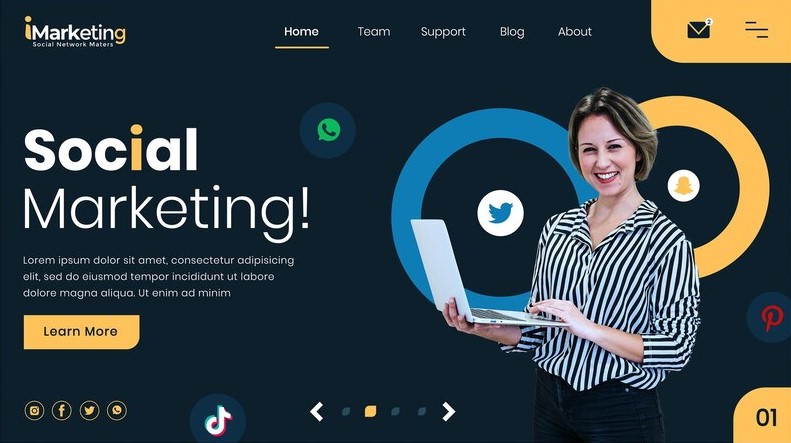 iMarketing
Social Network Maters
Home Team Support Blog About
2
Social
Marketing!
Lorem ipsum dolor sit amet, consectetur adipisicing
elit, sed do eiusmod tempor incididunt ut labore
dolore magna aliqua. Ut enim ad minim
Learn More
01